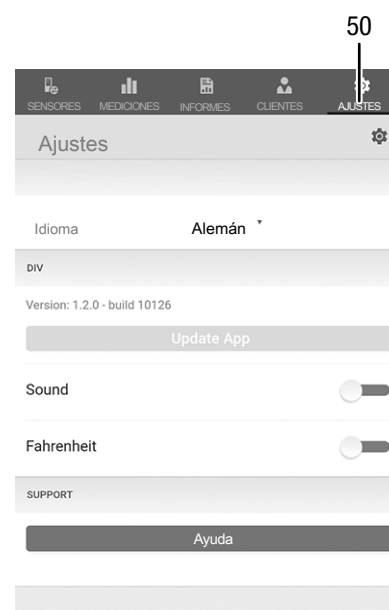 50
SENSORES MEDICIONES INFORMES CLIENTES AJUSTES
Ajustes
Idioma Alemán
DIV
Version: 1.2.0 - build 10126
Update App
Sound
Fahrenheit
SUPPORT
Ayuda